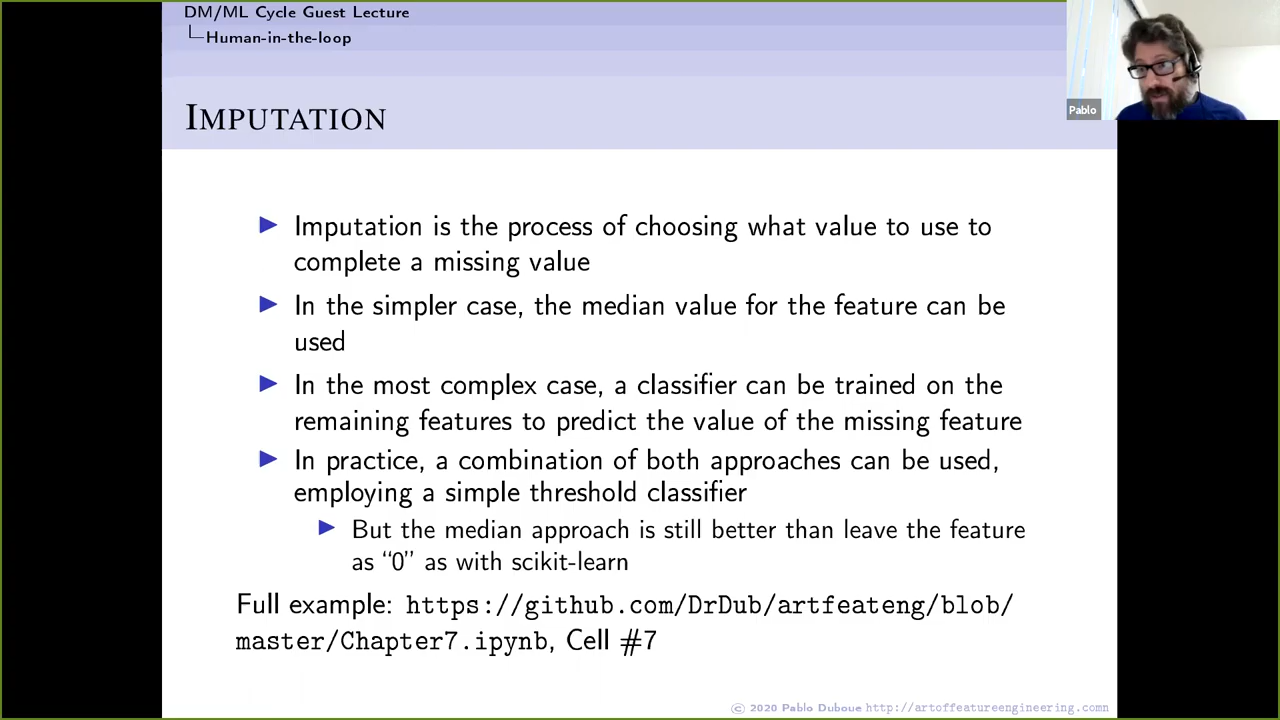 DM/ML Cycle Guest Lecture
Human-in-the-loop
Pablo
IMPUTATION
Imputation is the process of choosing what value to use to
complete a missing value
In the simpler case, the median value for the feature can be
used
In the most complex case, a classifier can be trained on the
remaining features to predict the value of the missing feature
In practice, a combination of both approaches can be used,
employing a simple threshold classifier
But the median approach is still better than leave the feature
as “0” as with scikit-learn
Full example: https://github.com/DrDub/artfeateng/blob/
master/Chapter7.ipynb, Cell #7
© 2020 Pablo Duboue http://artoffeatureengineering.comn